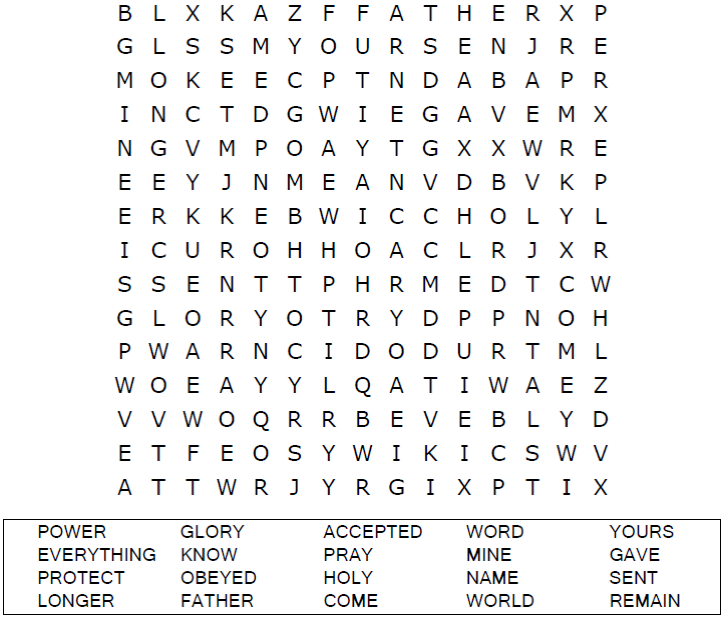 B L X K A Z F F A T H E R X P
G L S S M Y O U R S E N J R E
M O K E E C P T N D A B A P R
I N C T D G W I E G A V E M X
N G V M P O A Y T G X X W R E
E E Y J N M E A N V D B V K P
E R K K E B W I C C H O L Y L
I C U R O H H O A C L R J X R
S S E N T T P H R M E D T C W
G L O R Y O T R Y D P P N O H
P W A R N C I D O D U R T M L
W O E A Y Y L Q A T I W A E Z
V V W O Q R R B E V E B L Y D
E T F E O S Y W I K I C S W V
A T T W R J Y R G I X P T I X
POWER GLORY ACCEPTED WORD YOURS
EVERYTHING KNOW PRAY MINE GAVE
PROTECT OBEYED HOLY NAME SENT
LONGER FATHER COME WORLD REMAIN